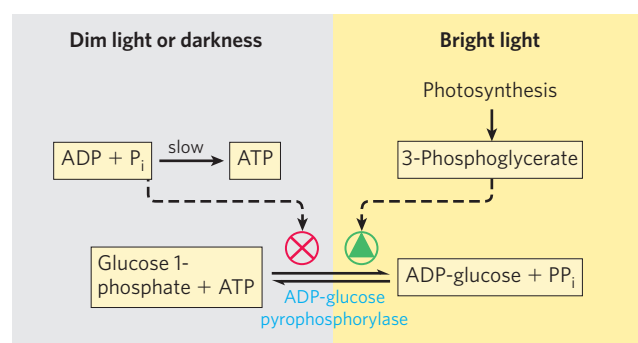 Dim light or darkness
Bright light
Photosynthesis
ADP + Pi
slow
ATP
3-Phosphoglycerate
Glucose 1-
phosphate + ATP
ADP-glucose + PPi
ADP-glucose
pyrophosphorylase